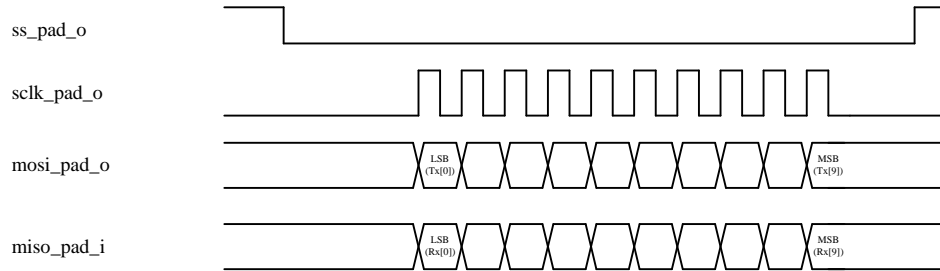 ss_pad_o
sclk_pad_o
mosi_pad_o
LSB
(Tx[0])
MSB
(Tx[9])
miso_pad_i
LSB
(Rx[0])
MSB
(Rx[9])